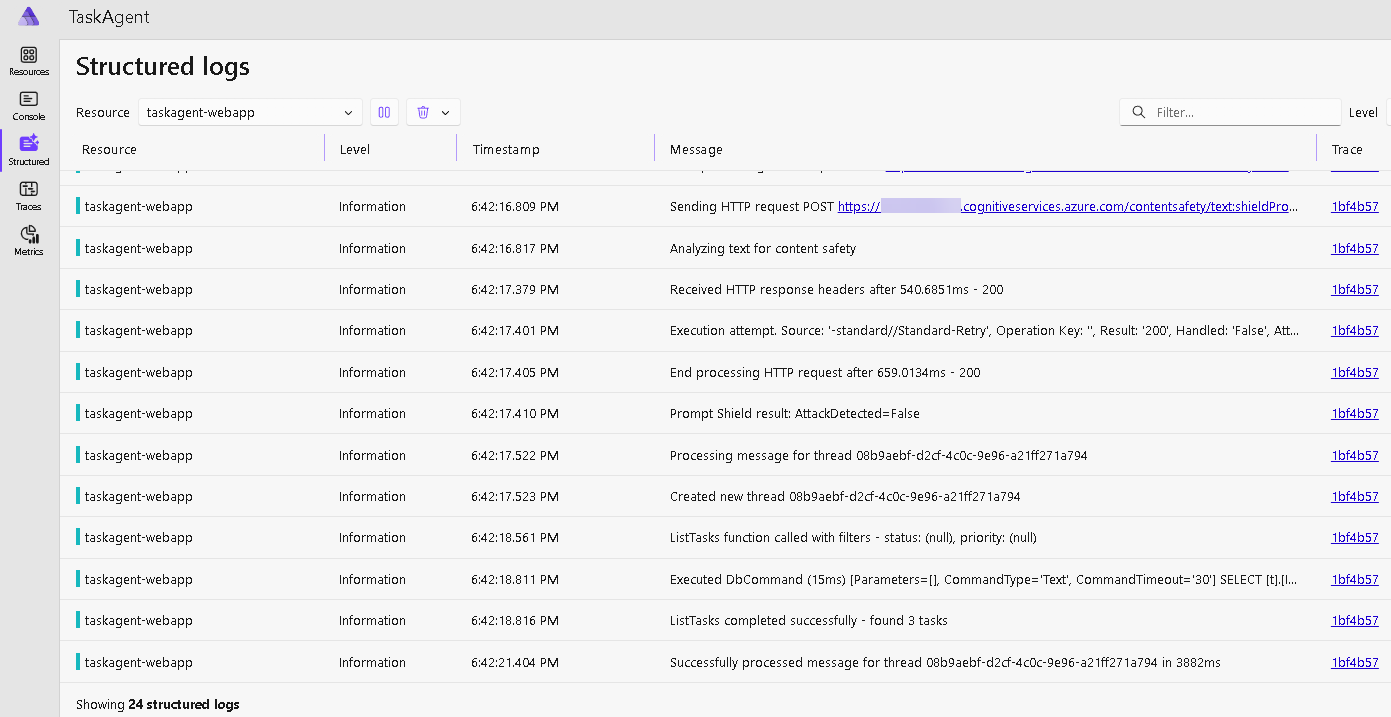 TaskAgent
Resources
Console
Structured
Traces
Metrics
Structured logs
Resource taskagent-webapp Filter... Level
Resource Level Timestamp Message Trace
taskagent-webapp Information 6:42:16.809 PM Sending HTTP request POST https:// .cognitiveservices.azure.com/contentsafety/text:shieldPro... 1bf4b57
taskagent-webapp Information 6:42:16.817 PM Analyzing text for content safety 1bf4b57
taskagent-webapp Information 6:42:17.379 PM Received HTTP response headers after 540.6851ms - 200 1bf4b57
taskagent-webapp Information 6:42:17.401 PM Execution attempt. Source: '-standard//Standard-Retry', Operation Key: '', Result: '200', Handled: 'False', Att... 1bf4b57
taskagent-webapp Information 6:42:17.405 PM End processing HTTP request after 659.0134ms - 200 1bf4b57
taskagent-webapp Information 6:42:17.410 PM Prompt Shield result: AttackDetected=False 1bf4b57
taskagent-webapp Information 6:42:17.522 PM Processing message for thread 08b9aebf-d2cf-4c0c-9e96-a21ff271a794 1bf4b57
taskagent-webapp Information 6:42:17.523 PM Created new thread 08b9aebf-d2cf-4c0c-9e96-a21ff271a794 1bf4b57
taskagent-webapp Information 6:42:18.561 PM ListTasks function called with filters - status: (null), priority: (null) 1bf4b57
taskagent-webapp Information 6:42:18.811 PM Executed DbCommand (15ms) [Parameters=[], CommandType='Text', CommandTimeout='30'] SELECT [t].[I... 1bf4b57
taskagent-webapp Information 6:42:18.816 PM ListTasks completed successfully - found 3 tasks 1bf4b57
taskagent-webapp Information 6:42:21.404 PM Successfully processed message for thread 08b9aebf-d2cf-4c0c-9e96-a21ff271a794 in 3882ms 1bf4b57
Showing 24 structured logs